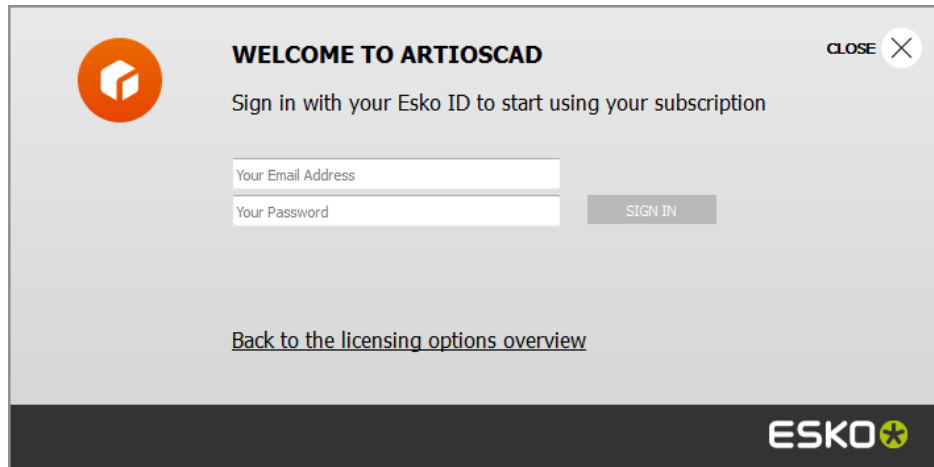 WELCOME TO ARTIOSCAD
CLOSE
Sign in with your Esko ID to start using your subscription
Your Email Address
Your Password
SIGN IN
Back to the licensing options overview
ESKO